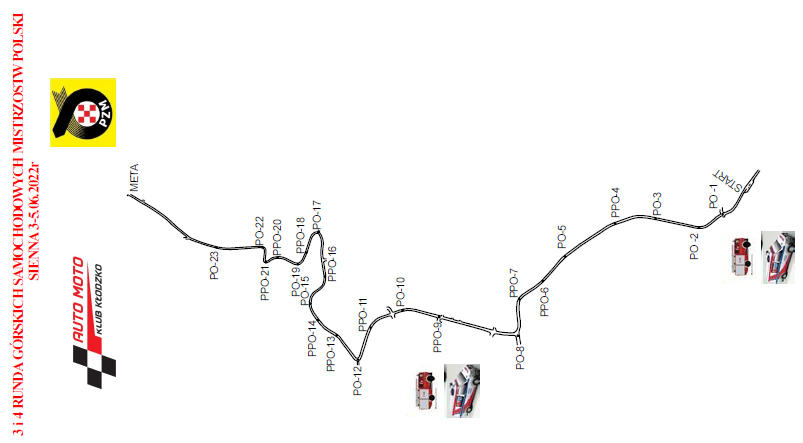 3 i 4 RUNDA GÓRSKICH SAMOCHODOWYCH MISTRZOSTW POLSKI
SIENNA 3-5.06.2022r
PZM
AUTO MOTO
KLUB KŁODZKO
META
PO-23
PO-22
PPO-21
PPO-20
PO-19
PPO-18
PO-17
PPO-16
PO-15
PPO-14
PPO-13
PO-12
PPO-11
PO-10
PPO-9
PO-8
PPO-7
PPO-6
PO-5
PPO-4
PO-3
PO -2
PO -1
START